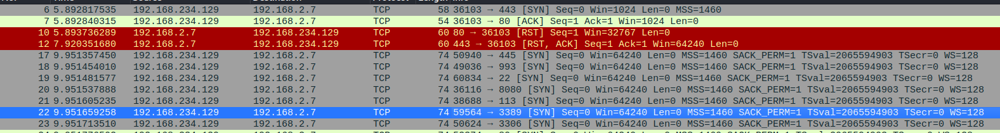 6 5.892817535 192.168.234.129 192.168.2.7 TCP 58 36103 → 443 [SYN] Seq=0 Win=1024 Len=0 MSS=1460
7 5.892840315 192.168.234.129 192.168.2.7 TCP 54 36103 → 80 [ACK] Seq=1 Ack=1 Win=1024 Len=0
10 5.893736289 192.168.2.7 192.168.234.129 TCP 60 80 → 36103 [RST] Seq=1 Win=32767 Len=0
12 7.920351680 192.168.2.7 192.168.234.129 TCP 60 443 → 36103 [RST, ACK] Seq=1 Ack=1 Win=64240 Len=0
17 9.951357450 192.168.234.129 192.168.2.7 TCP 74 50940 → 445 [SYN] Seq=0 Win=64240 Len=0 MSS=1460 SACK_PERM=1 TSval=2065594903 TSecr=0 WS=128
18 9.951454010 192.168.234.129 192.168.2.7 TCP 74 49036 → 993 [SYN] Seq=0 Win=64240 Len=0 MSS=1460 SACK_PERM=1 TSval=2065594903 TSecr=0 WS=128
19 9.951481577 192.168.234.129 192.168.2.7 TCP 74 60834 → 22 [SYN] Seq=0 Win=64240 Len=0 MSS=1460 SACK_PERM=1 TSval=2065594903 TSecr=0 WS=128
20 9.951537888 192.168.234.129 192.168.2.7 TCP 74 36116 → 8080 [SYN] Seq=0 Win=64240 Len=0 MSS=1460 SACK_PERM=1 TSval=2065594903 TSecr=0 WS=128
21 9.951605235 192.168.234.129 192.168.2.7 TCP 74 38688 → 113 [SYN] Seq=0 Win=64240 Len=0 MSS=1460 SACK_PERM=1 TSval=2065594903 TSecr=0 WS=128
22 9.951659258 192.168.234.129 192.168.2.7 TCP 74 59564 → 3389 [SYN] Seq=0 Win=64240 Len=0 MSS=1460 SACK_PERM=1 TSval=2065594903 TSecr=0 WS=128
23 9.951713510 192.168.234.129 192.168.2.7 TCP 74 50624 → 3306 [SYN] Seq=0 Win=64240 Len=0 MSS=1460 SACK_PERM=1 TSval=2065594903 TSecr=0 WS=128